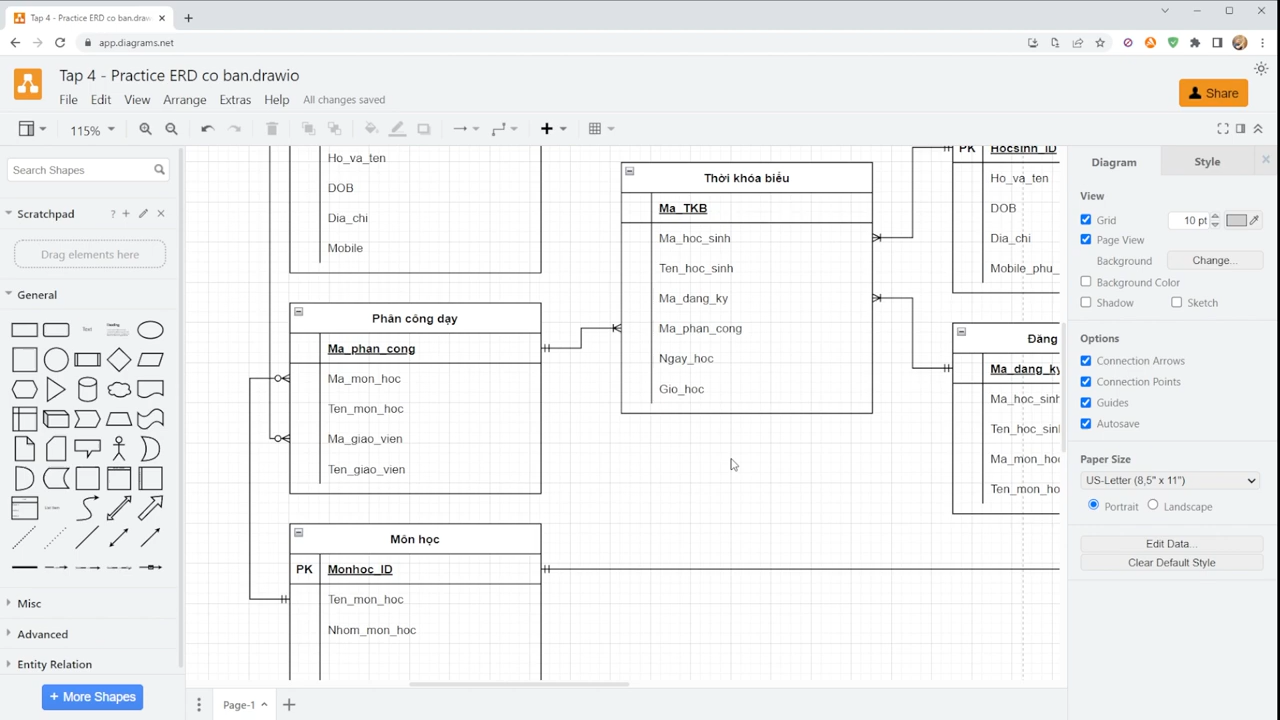 Tap 4 - Practice ERD co ban.draw
app.diagrams.net
Tap 4 - Practice ERD co ban.drawio
File Edit View Arrange Extras Help All changes saved
Share
115%
Search Shapes
Scratchpad
Drag elements here
General
Text
Heading
List Item
Misc
Advanced
Entity Relation
+ More Shapes
Ho_va_ten
DOB
Dia_chi
Mobile
Phân công dạy
Ma_phan_cong
Ma_mon_hoc
Ten_mon_hoc
Ma_giao_vien
Ten_giao_vien
Môn học
PK Monhoc_ID
Ten_mon_hoc
Nhom_mon_hoc
Thời khóa biểu
Ma_TKB
Ma_hoc_sinh
Ten_hoc_sinh
Ma_dang_ky
Ma_phan_cong
Ngay_hoc
Gio_hoc
PK Hocsinh_ID
Ho_va_ten
DOB
Dia_chi
Mobile_phu_
Đăng
Ma_dang_ky
Ma_hoc_sinh
Ten_hoc_sinh
Ma_mon_hoc
Ten_mon_ho
Page-1
Diagram Style
View
Grid 10 pt
Page View
Background Change...
Background Color
Shadow Sketch
Options
Connection Arrows
Connection Points
Guides
Autosave
Paper Size
US-Letter (8,5" x 11")
Portrait Landscape
Edit Data...
Clear Default Style